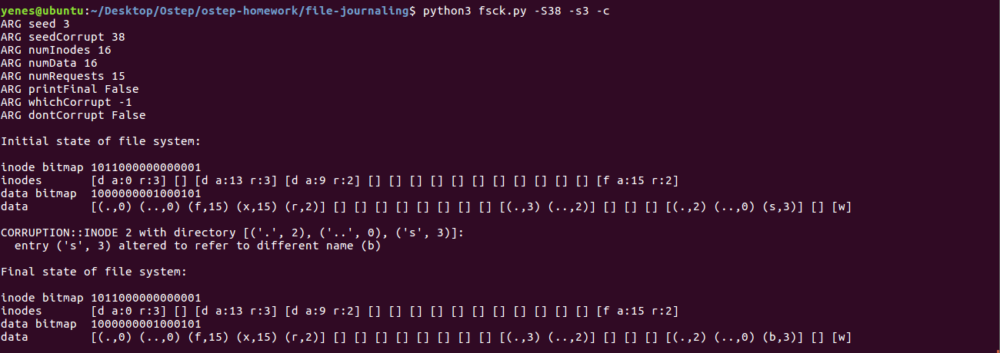 yenes@ubuntu:~/Desktop/Ostep/ostep-homework/file-journaling$ python3 fsck.py -S38 -s3 -c
ARG seed 3
ARG seedCorrupt 38
ARG numInodes 16
ARG numData 16
ARG numRequests 15
ARG printFinal False
ARG whichCorrupt -1
ARG dontCorrupt False
Initial state of file system:
inode bitmap 1011000000000001
inodes       [d a:0 r:3] [] [d a:13 r:3] [d a:9 r:2] [] [] [] [] [] [] [] [] [] [] [] [f a:15 r:2]
data bitmap  1000000001000101
data         [(.,0) (..,0) (f,15) (x,15) (r,2)] [] [] [] [] [] [] [] [] [(.,3) (..,2)] [] [] [] [(.,2) (..,0) (s,3)] [] [w]
CORRUPTION::INODE 2 with directory [('.', 2), ('..', 0), ('s', 3)]:
  entry ('s', 3) altered to refer to different name (b)
Final state of file system:
inode bitmap 1011000000000001
inodes       [d a:0 r:3] [] [d a:13 r:3] [d a:9 r:2] [] [] [] [] [] [] [] [] [] [] [] [f a:15 r:2]
data bitmap  1000000001000101
data         [(.,0) (..,0) (f,15) (x,15) (r,2)] [] [] [] [] [] [] [] [] [(.,3) (..,2)] [] [] [] [(.,2) (..,0) (b,3)] [] [w]